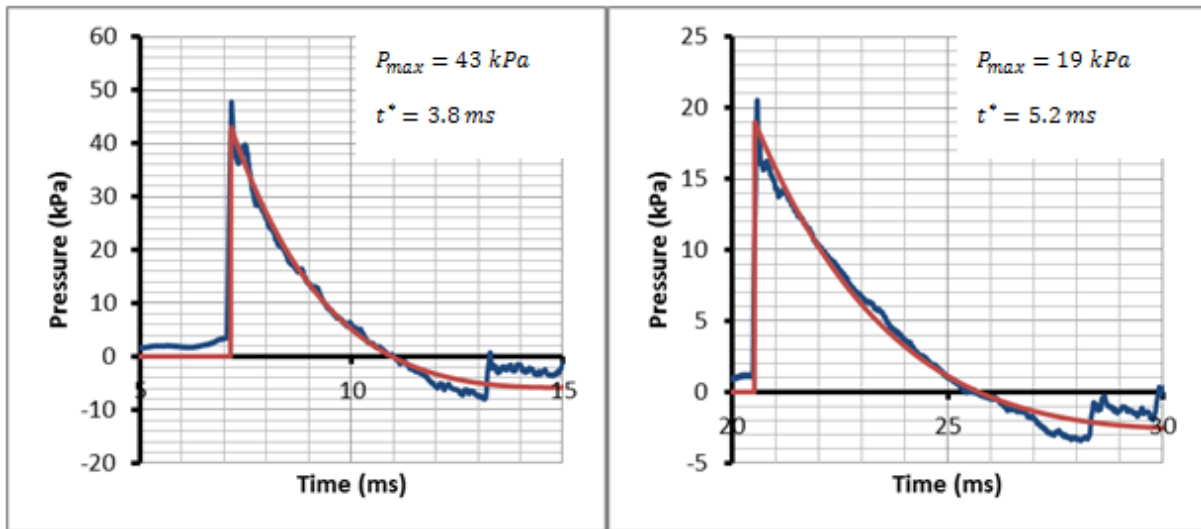 60
50
40
30
20
10
0
-10
-20
5
10
15
Pressure (kPa)
Time (ms)
P_max = 43 kPa
t* = 3.8 ms
25
20
15
10
5
0
-5
20
25
30
Pressure (kPa)
Time (ms)
P_max = 19 kPa
t* = 5.2 ms